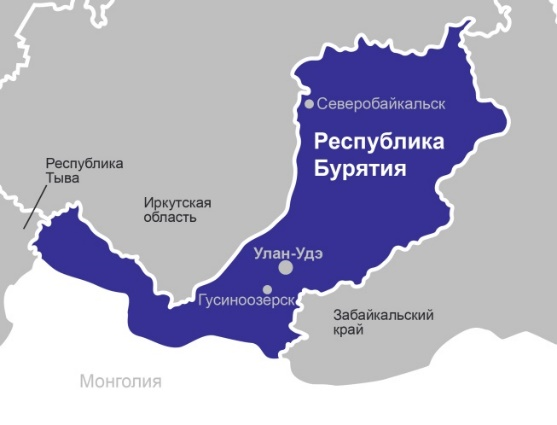 Северобайкальск
Республика
Бурятия
Республика
Тыва
Иркутская
область
Улан-Удэ
Гусиноозерск
Забайкальский
край
Монголия